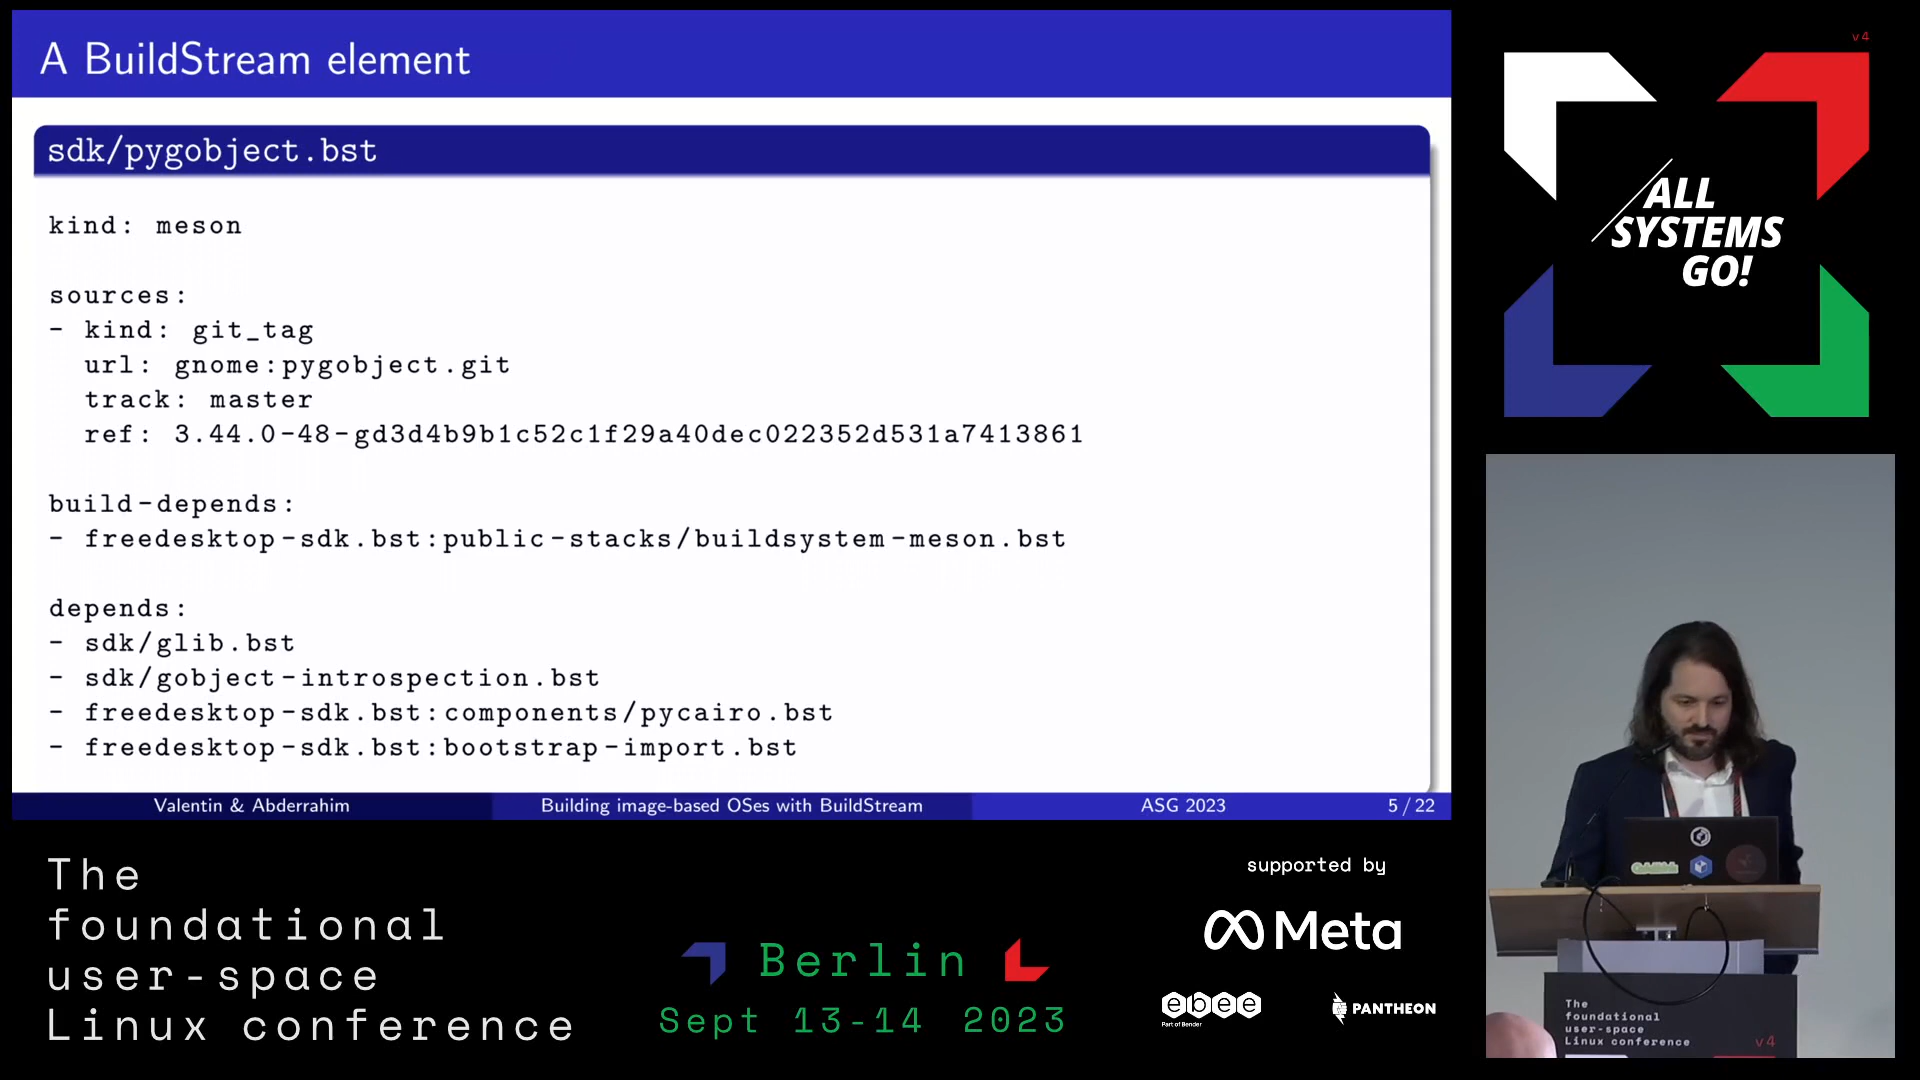 A BuildStream element
sdk/pygobject.bst
kind: meson
sources:
- kind: git_tag
url: gnome:pygobject.git
track: master
ref: 3.44.0-48-gd3d4b9b1c52c1f29a40dec022352d531a7413861
build-depends:
- freedesktop-sdk.bst:public-stacks/buildsystem-meson.bst
depends:
- sdk/glib.bst
- sdk/gobject-introspection.bst
- freedesktop-sdk.bst:components/pycairo.bst
- freedesktop-sdk.bst:bootstrap-import.bst
Valentin & Abderrahim
Building image-based OSes with BuildStream
ASG 2023
5 / 22
v4
ALL
SYSTEMS
GO!
The
foundational
user-space
Linux conference
Berlin
Sept 13-14 2023
supported by
Meta
ebee
Part of Bender
PANTHEON
The
foundational
user-space
Linux conference
v4